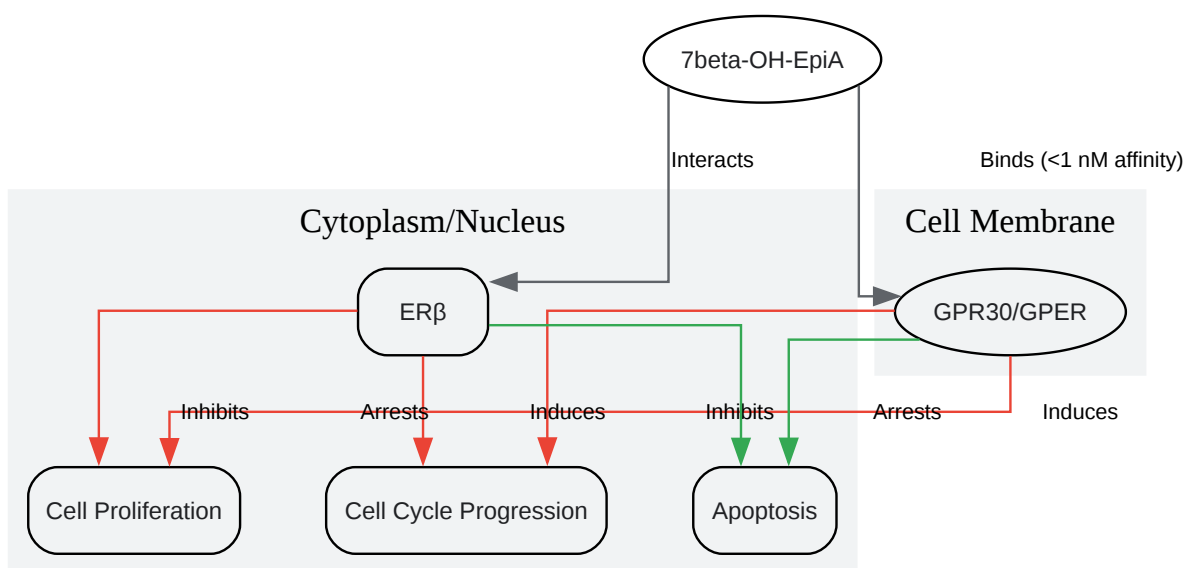 7beta-OH-EpiA
Interacts
Binds (<1 nM affinity)
Cytoplasm/Nucleus
Cell Membrane
ERβ
GPR30/GPER
Inhibits
Arrests
Induces
Inhibits
Arrests
Induces
Cell Proliferation
Cell Cycle Progression
Apoptosis